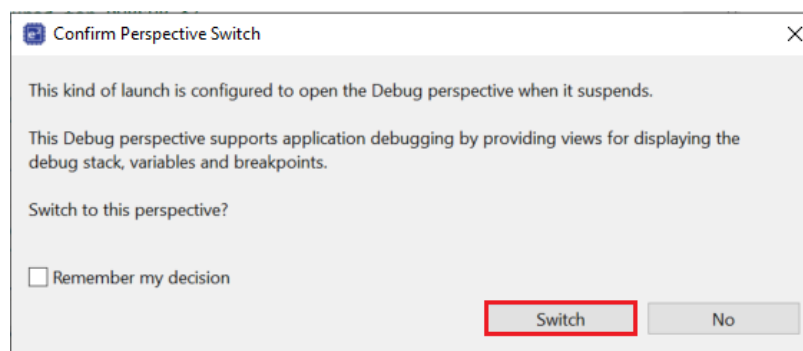 Confirm Perspective Switch
This kind of launch is configured to open the Debug perspective when it suspends.
This Debug perspective supports application debugging by providing views for displaying the
debug stack, variables and breakpoints.
Switch to this perspective?
Remember my decision
Switch No